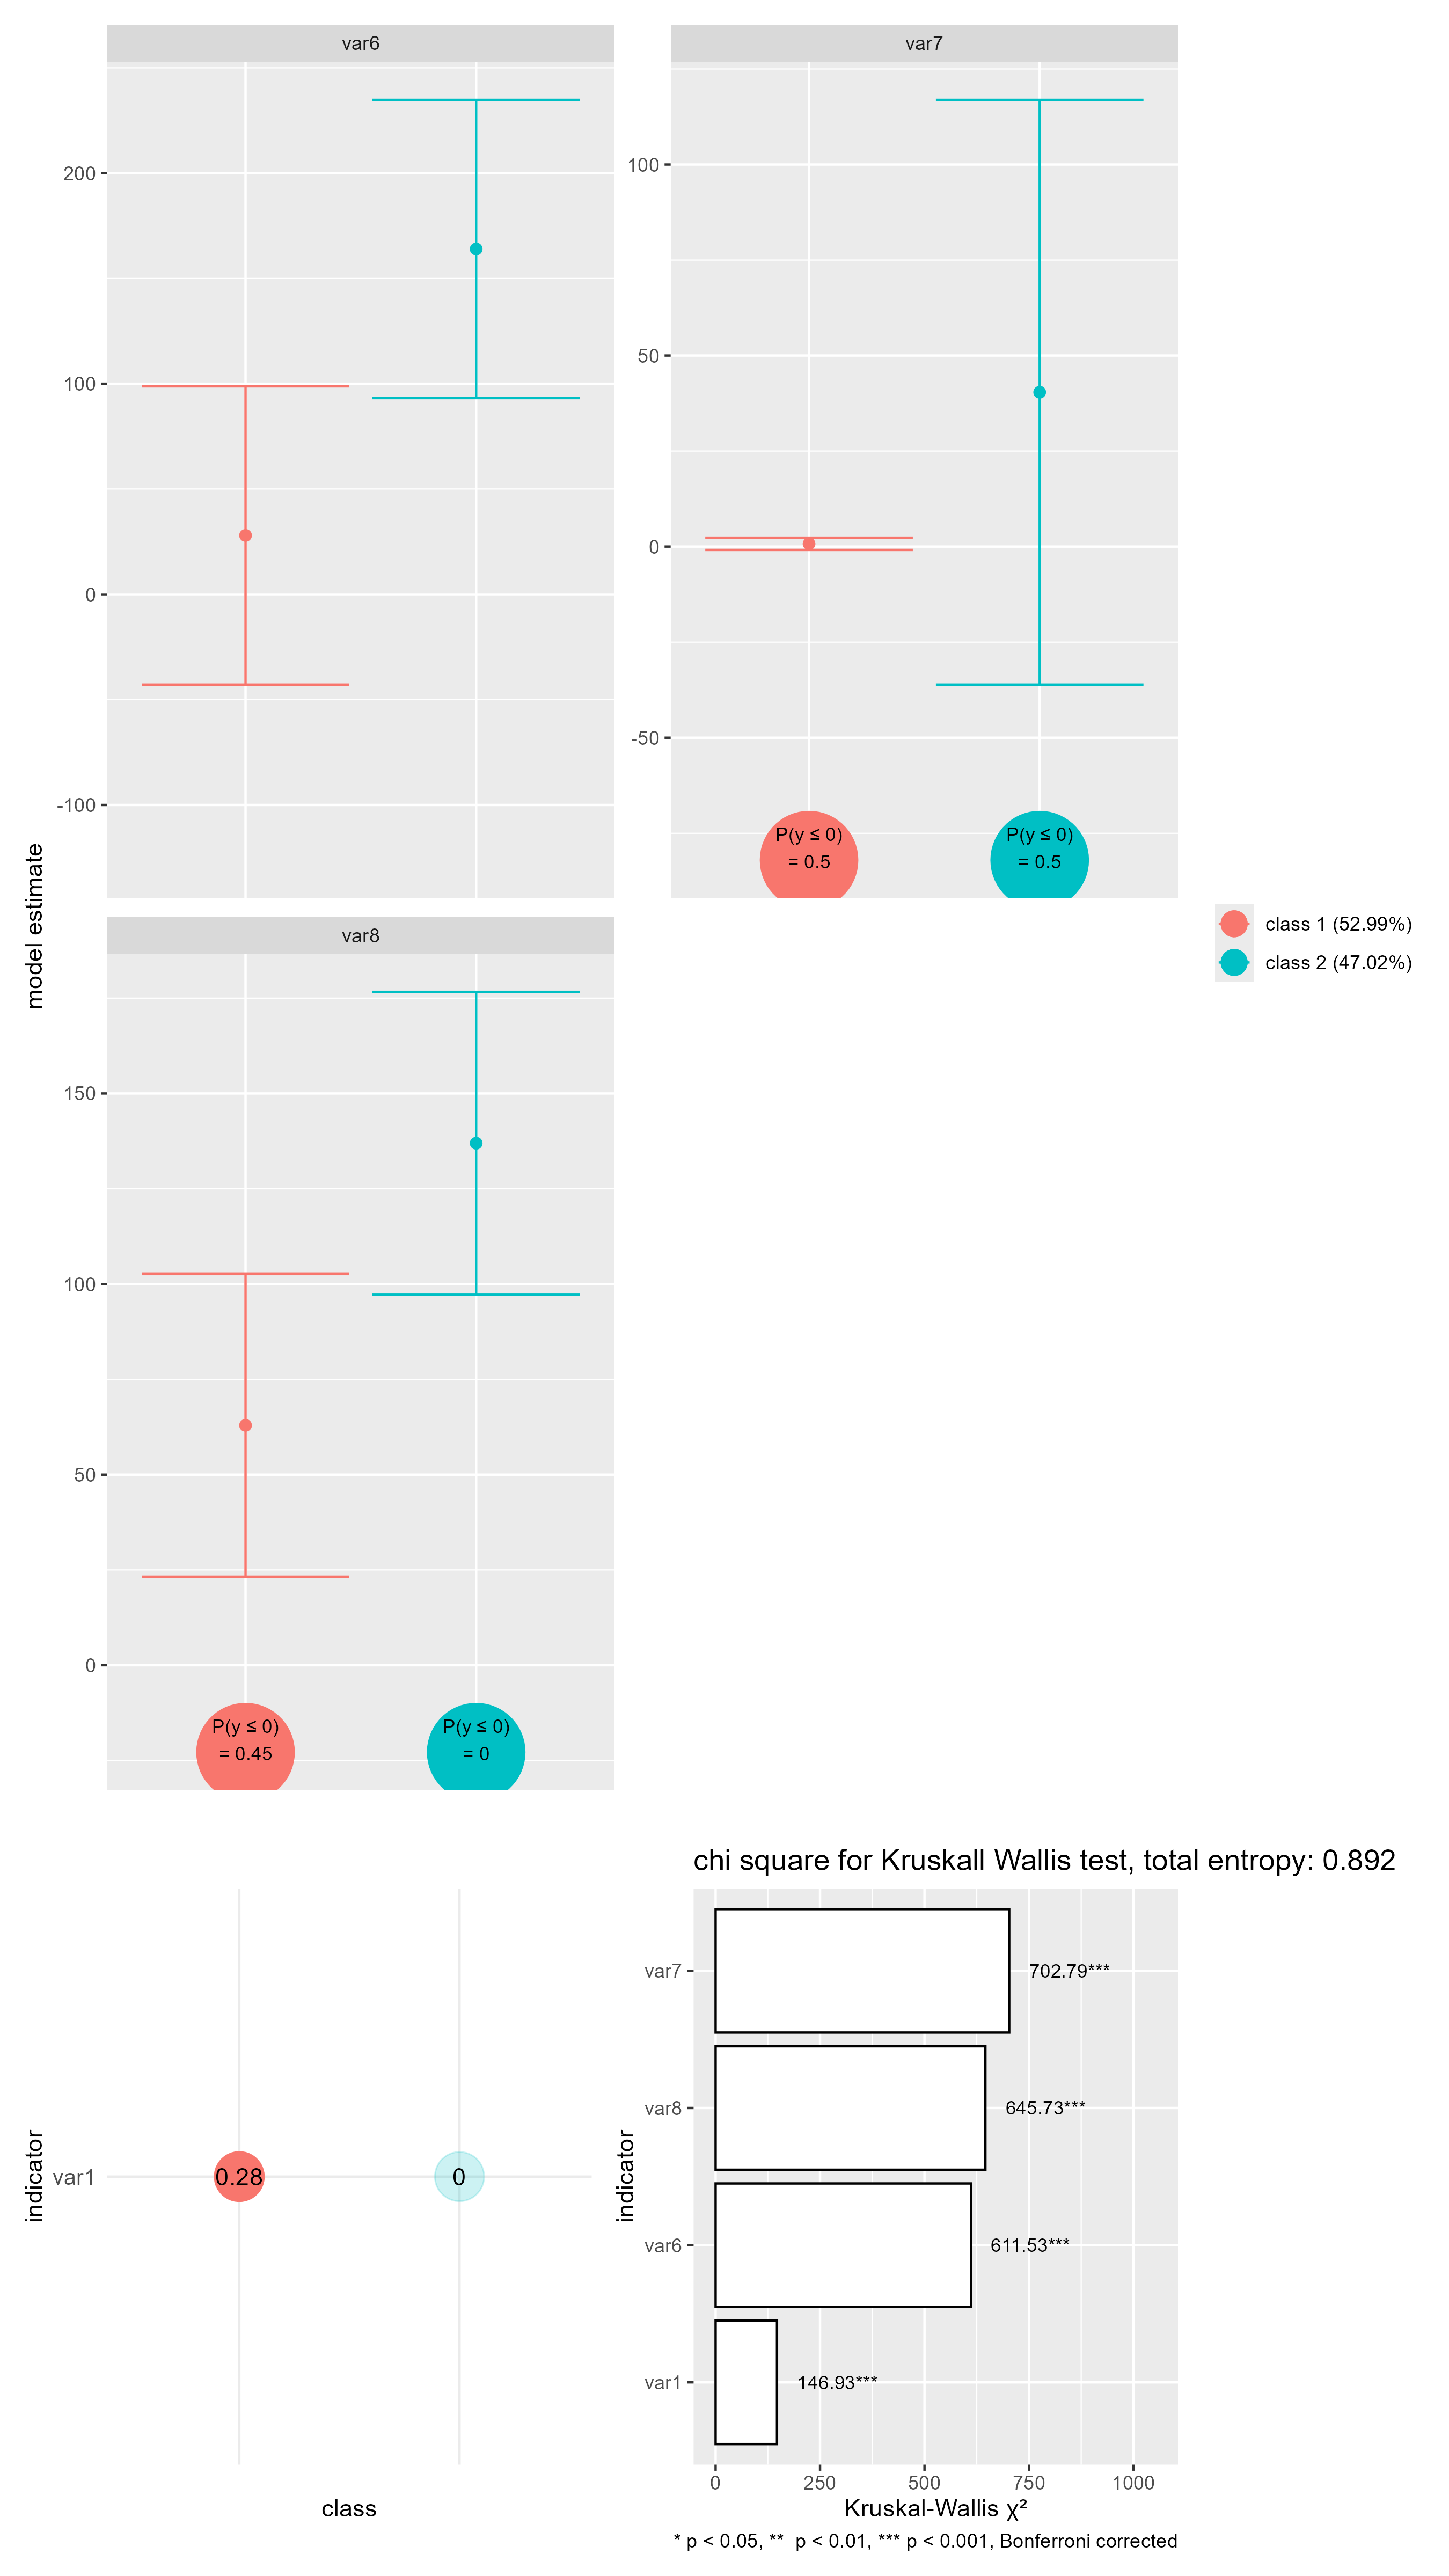 var6
var7
200
100
0
-100
100
50
0
-50
P(y ≤ 0)
= 0.5
P(y ≤ 0)
= 0.5
model estimate
class 1 (52.99%)
class 2 (47.02%)
var8
150
100
50
0
P(y ≤ 0)
= 0.45
P(y ≤ 0)
= 0
chi square for Kruskall Wallis test, total entropy: 0.892
indicator
var1
0.28
0
class
indicator
var7
702.79***
var8
645.73***
var6
611.53***
var1
146.93***
0
250
500
750
1000
Kruskal-Wallis χ²
* p < 0.05, **  p < 0.01, *** p < 0.001, Bonferroni corrected